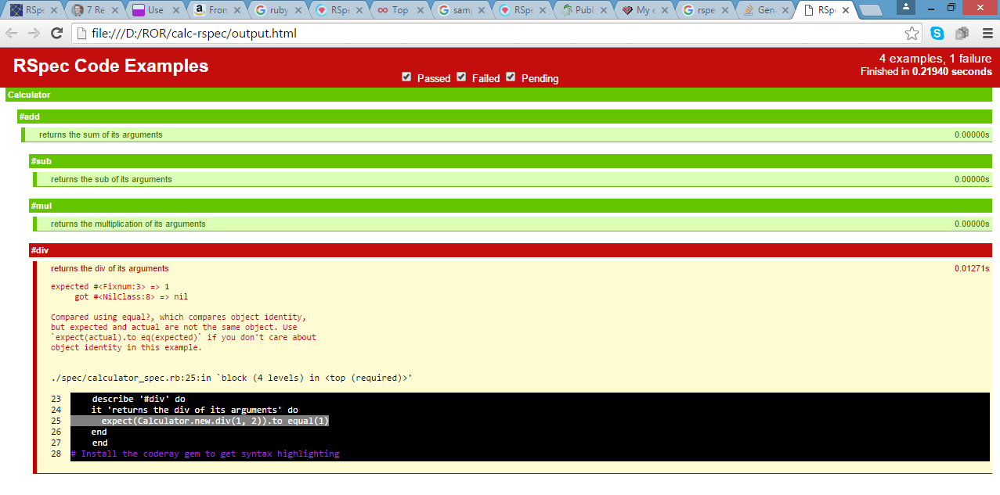 RSpe
7 Re
Use
Fron
ruby
RSpe
Top
samp
RSpe
Publ
My e
rspe
Gene
RSp
file:///D:/ROR/calc-rspec/output.html
RSpec Code Examples
Passed Failed Pending
4 examples, 1 failure
Finished in 0.21940 seconds
Calculator
#add
returns the sum of its arguments 0.00000s
#sub
returns the sub of its arguments 0.00000s
#mul
returns the multiplication of its arguments 0.00000s
#div
returns the div of its arguments 0.01271s
expected #<Fixnum:3> => 1
got #<NilClass:8> => nil
Compared using equal?, which compares object identity,
but expected and actual are not the same object. Use
`expect(actual).to eq(expected)` if you don't care about
object identity in this example.
./spec/calculator_spec.rb:25:in `block (4 levels) in <top (required)>'
23 describe '#div' do
24 it 'returns the div of its arguments' do
25 expect(Calculator.new.div(1, 2)).to equal(1)
26 end
27 end
28 # Install the coderay gem to get syntax highlighting